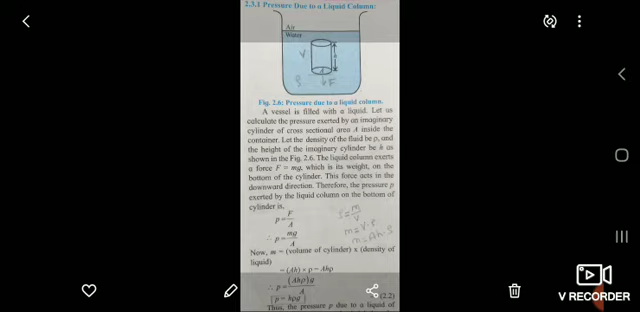 2.3.1 Pressure Due to a Liquid Column:
Air
Water
V
h
ρ
F
Fig. 2.6: Pressure due to a liquid column.
A vessel is filled with a liquid. Let us
calculate the pressure exerted by an imaginary
cylinder of cross sectional area A inside the
container. Let the density of the fluid be ρ, and
the height of the imaginary cylinder be h as
shown in the Fig. 2.6. The liquid column exerts
a force F = mg, which is its weight, on the
bottom of the cylinder. This force acts in the
downward direction. Therefore, the pressure p
exerted by the liquid column on the bottom of
cylinder is,
p = F/A
∴ p = mg/A
ρ = m/V
m = V·ρ
m = Ah·ρ
Now, m = (volume of cylinder) x (density of
liquid)
= (Ah) × ρ = Ahρ
∴ p = (Ahρ)g/A
p = hρg
(2.2)
Thus, the pressure p due to a liquid of
V RECORDER